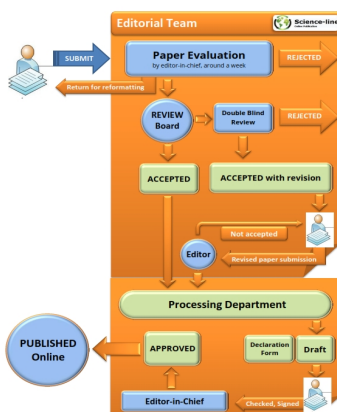 Editorial Team
Science-line
SUBMIT
Paper Evaluation
by editor-in-chief, around a week
REJECTED
Return for reformatting
REVIEW
Board
Double Blind
Review
REJECTED
ACCEPTED
ACCEPTED with revision
Not accepted
Editor
Revised paper submission
Processing Department
PUBLISHED
Online
APPROVED
Declaration
Form
Draft
Editor-in-Chief
Checked, Signed